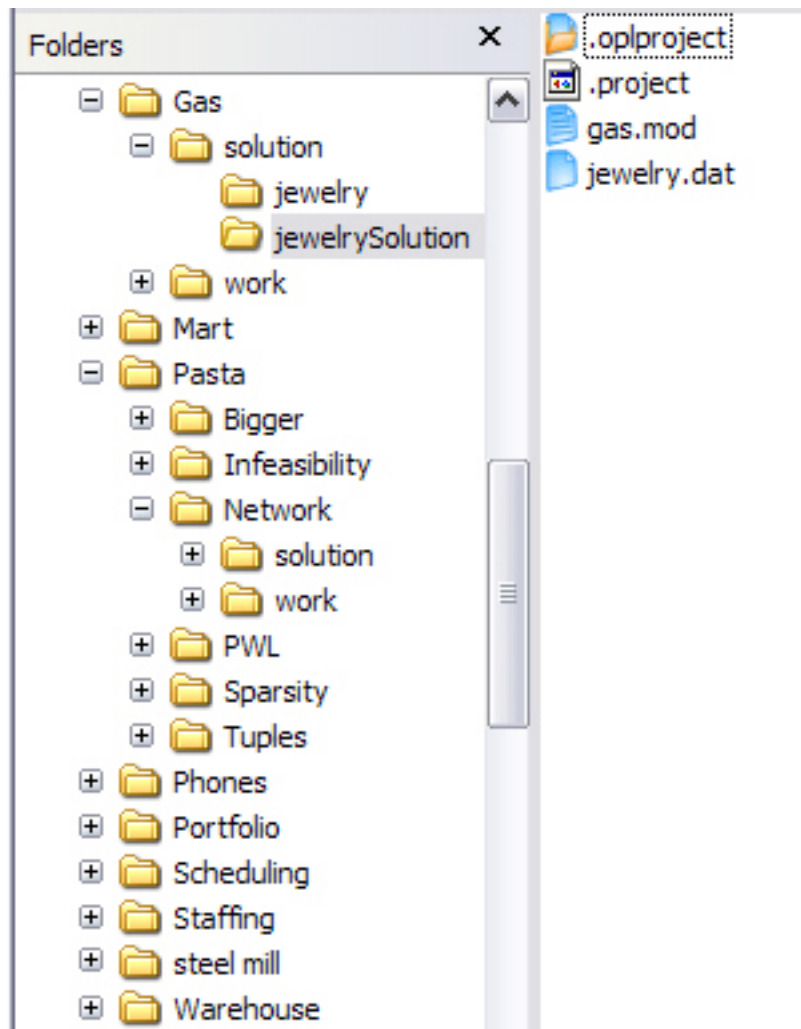 Folders
Gas
solution
jewelry
jewelrySolution
work
Mart
Pasta
Bigger
Infeasibility
Network
solution
work
PWL
Sparsity
Tuples
Phones
Portfolio
Scheduling
Staffing
steel mill
Warehouse
.oplproject
.project
gas.mod
jewelry.dat